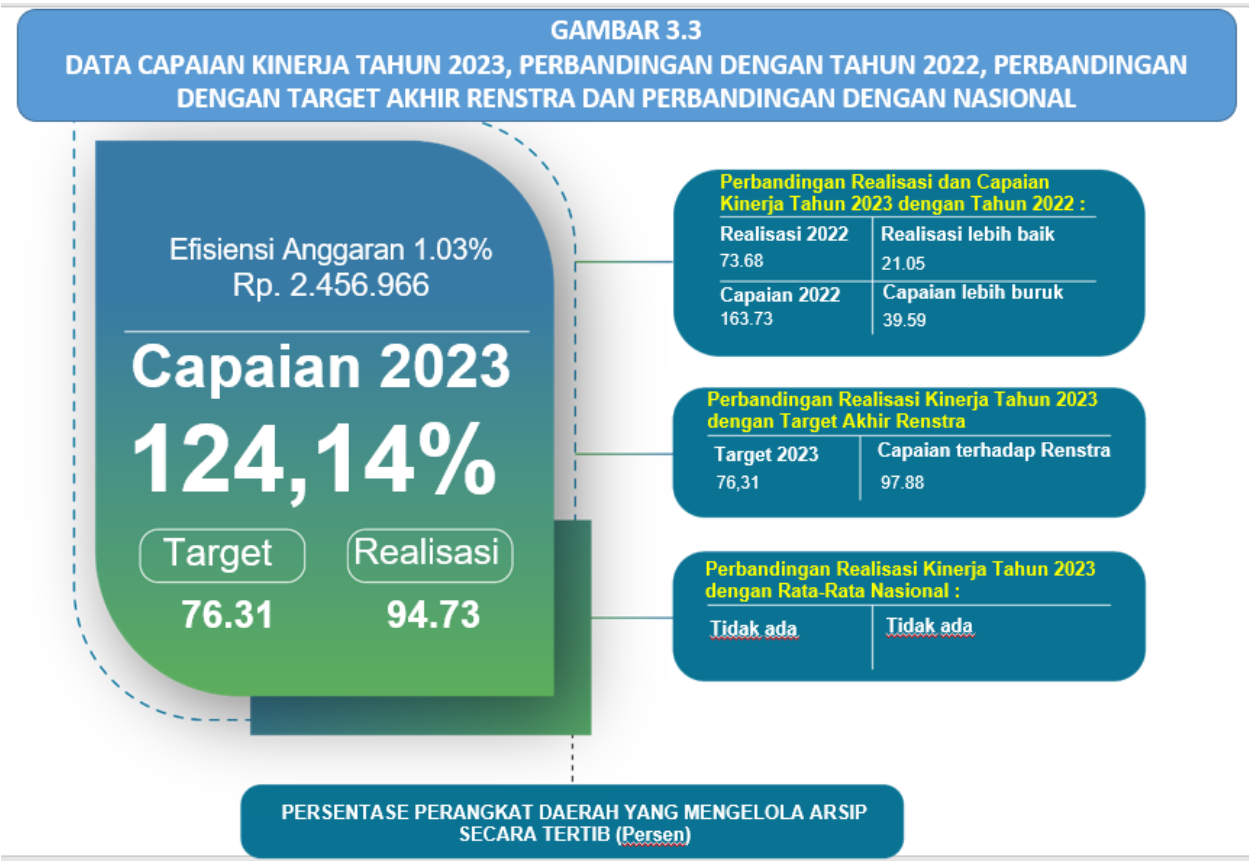 GAMBAR 3.3
DATA CAPAIAN KINERJA TAHUN 2023, PERBANDINGAN DENGAN TAHUN 2022, PERBANDINGAN
DENGAN TARGET AKHIR RENSTRA DAN PERBANDINGAN DENGAN NASIONAL
Efisiensi Anggaran 1.03%
Rp. 2.456.966
Capaian 2023
124,14%
Target Realisasi
76.31 94.73
Perbandingan Realisasi dan Capaian
Kinerja Tahun 2023 dengan Tahun 2022 :
Realisasi 2022 Realisasi lebih baik
73.68 21.05
Capaian 2022 Capaian lebih buruk
163.73 39.59
Perbandingan Realisasi Kinerja Tahun 2023
dengan Target Akhir Renstra
Target 2023 Capaian terhadap Renstra
76,31 97.88
Perbandingan Realisasi Kinerja Tahun 2023
dengan Rata-Rata Nasional :
Tidak ada Tidak ada
PERSENTASE PERANGKAT DAERAH YANG MENGELOLA ARSIP
SECARA TERTIB (Persen)